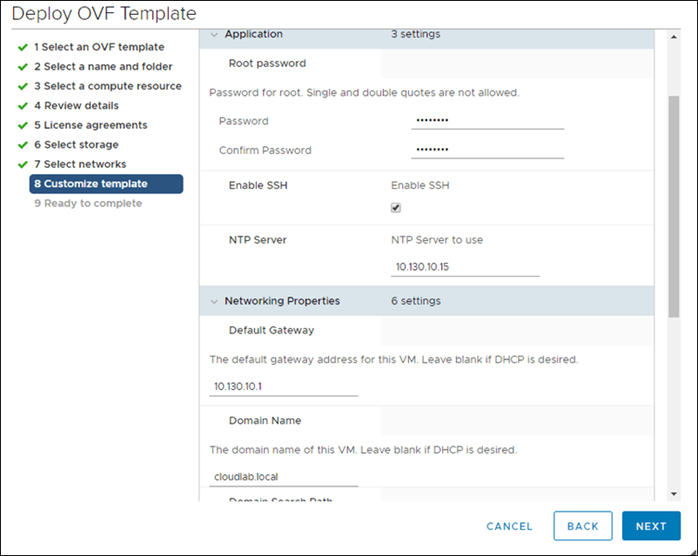 Deploy OVF Template
1 Select an OVF template
2 Select a name and folder
3 Select a compute resource
4 Review details
5 License agreements
6 Select storage
7 Select networks
8 Customize template
9 Ready to complete
Application 3 settings
Root password
Password for root. Single and double quotes are not allowed.
Password ••••••••
Confirm Password ••••••••
Enable SSH Enable SSH
NTP Server NTP Server to use
10.130.10.15
Networking Properties 6 settings
Default Gateway
The default gateway address for this VM. Leave blank if DHCP is desired.
10.130.10.1
Domain Name
The domain name of this VM. Leave blank if DHCP is desired.
cloudlab.local
Domain Search Path
CANCEL BACK NEXT